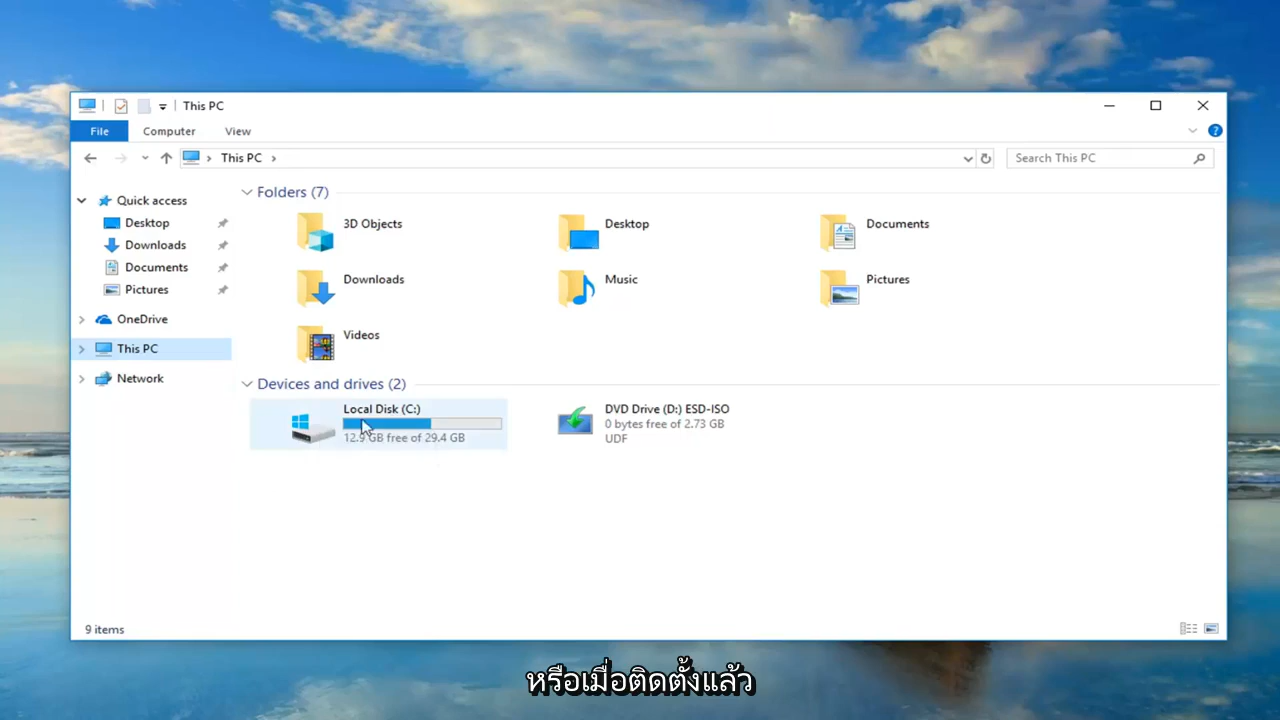 This PC
File Computer View
This PC
Search This PC
Quick access
Desktop
Downloads
Documents
Pictures
OneDrive
This PC
Network
Folders (7)
3D Objects
Desktop
Documents
Downloads
Music
Pictures
Videos
Devices and drives (2)
Local Disk (C:)
12.9 GB free of 29.4 GB
DVD Drive (D:) ESD-ISO
0 bytes free of 2.73 GB
UDF
9 items
หรือเมื่อติดตั้งแล้ว